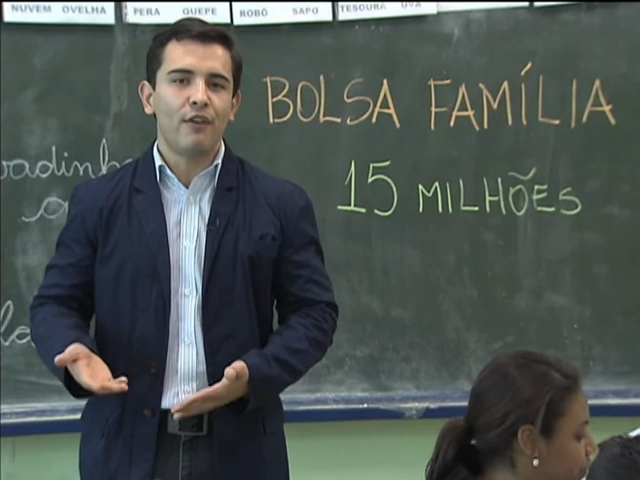 NUVEM OVELHA
PERA QUEPE
ROBÔ SAPO
TESOURA UVA
BOLSA FAMÍLIA
15 MILHÕES